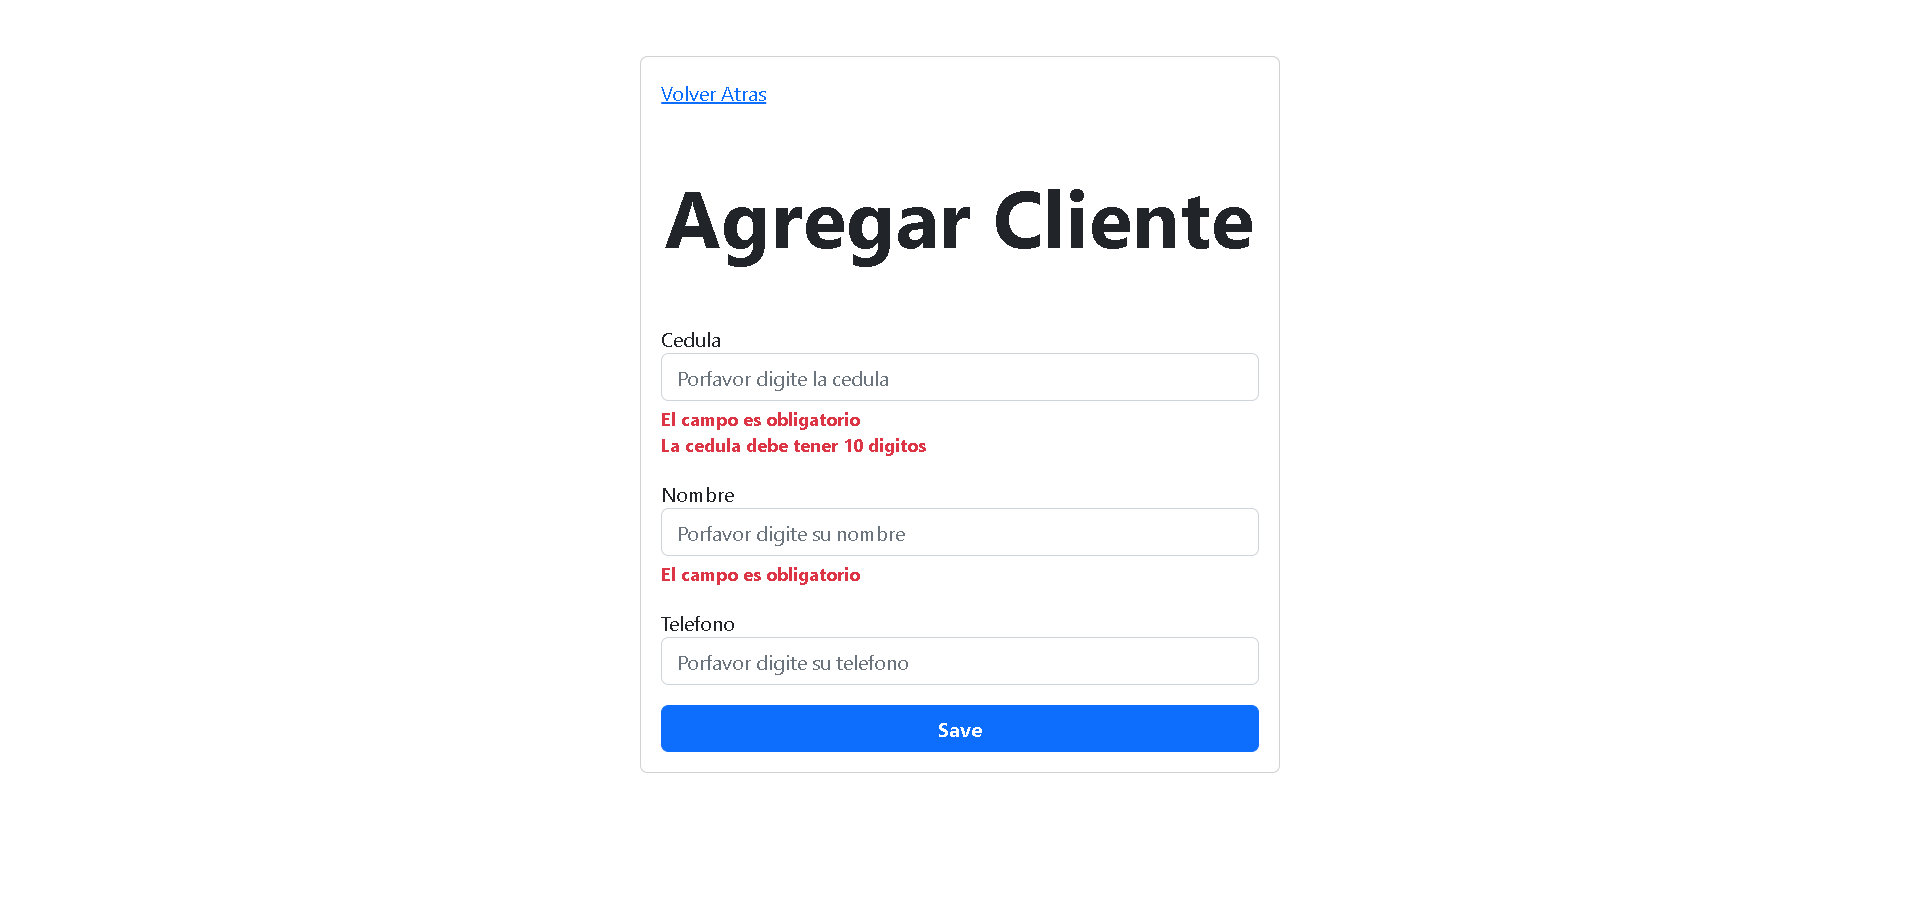 Volver Atras
Agregar Cliente
Cedula
Porfavor digite la cedula
El campo es obligatorio
La cedula debe tener 10 digitos
Nombre
Porfavor digite su nombre
El campo es obligatorio
Telefono
Porfavor digite su telefono
Save